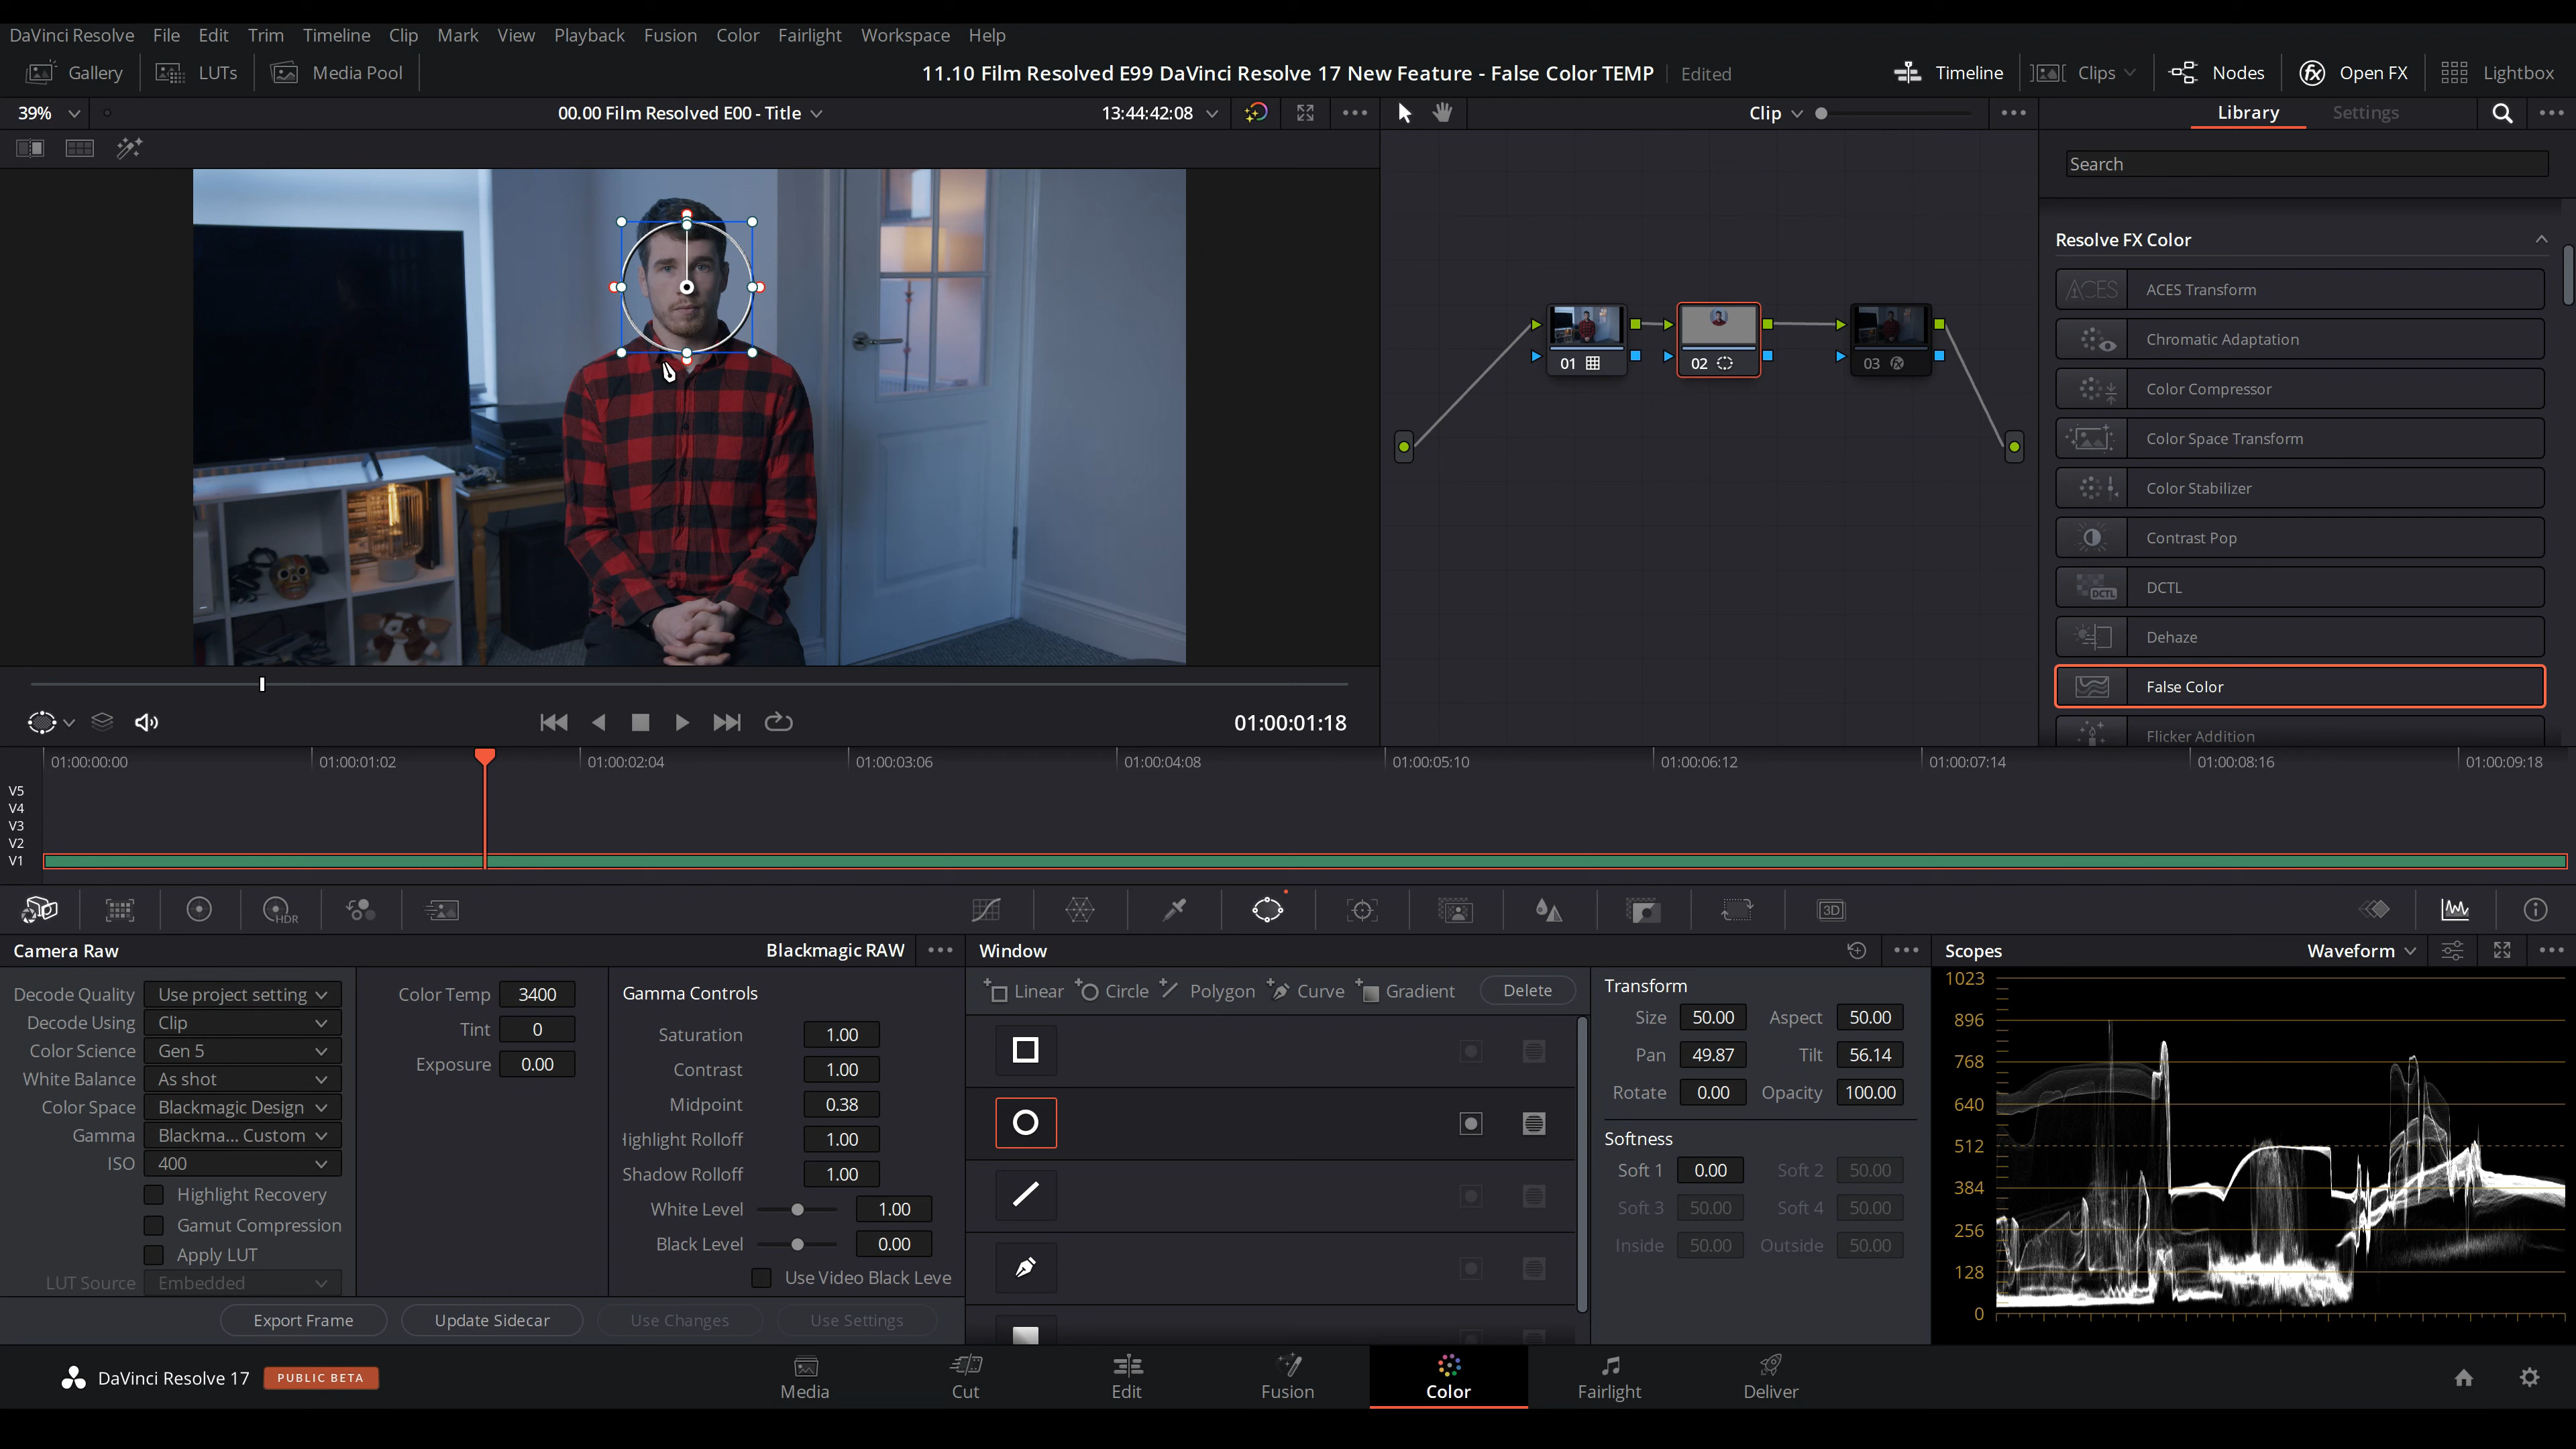 DaVinci Resolve File Edit Trim Timeline Clip Mark View Playback Fusion Color Fairlight Workspace Help
Gallery LUTs Media Pool 11.10 Film Resolved E99 DaVinci Resolve 17 New Feature - False Color TEMP Edited Timeline Clips Nodes Open FX Lightbox
39% 00.00 Film Resolved E00 - Title 13:44:42:08 Clip Library Settings
Search
Resolve FX Color
ACES ACES Transform
Chromatic Adaptation
01 02 03
Color Compressor
Color Space Transform
Color Stabilizer
Contrast Pop
DCTL DCTL
Dehaze
False Color
Flicker Addition
01:00:01:18
01:00:00:00 01:00:01:02 01:00:02:04 01:00:03:06 01:00:04:08 01:00:05:10 01:00:06:12 01:00:07:14 01:00:08:16 01:00:09:18
V5
V4
V3
V2
V1
HDR 3D
Camera Raw Blackmagic RAW Window Scopes Waveform
Decode Quality Use project setting
Decode Using Clip
Color Science Gen 5
White Balance As shot
Color Space Blackmagic Design
Gamma Blackma... Custom
ISO 400
Highlight Recovery
Gamut Compression
Apply LUT
LUT Source Embedded
Color Temp 3400
Tint 0
Exposure 0.00
Gamma Controls
Saturation 1.00
Contrast 1.00
Midpoint 0.38
Highlight Rolloff 1.00
Shadow Rolloff 1.00
White Level 1.00
Black Level 0.00
Use Video Black Leve
Export Frame Update Sidecar Use Changes Use Settings
Linear Circle Polygon Curve Gradient Delete
Transform
Size 50.00 Aspect 50.00
Pan 49.87 Tilt 56.14
Rotate 0.00 Opacity 100.00
Softness
Soft 1 0.00 Soft 2 50.00
Soft 3 50.00 Soft 4 50.00
Inside 50.00 Outside 50.00
1023
896
768
640
512
384
256
128
0
DaVinci Resolve 17 PUBLIC BETA Media Cut Edit Fusion Color Fairlight Deliver